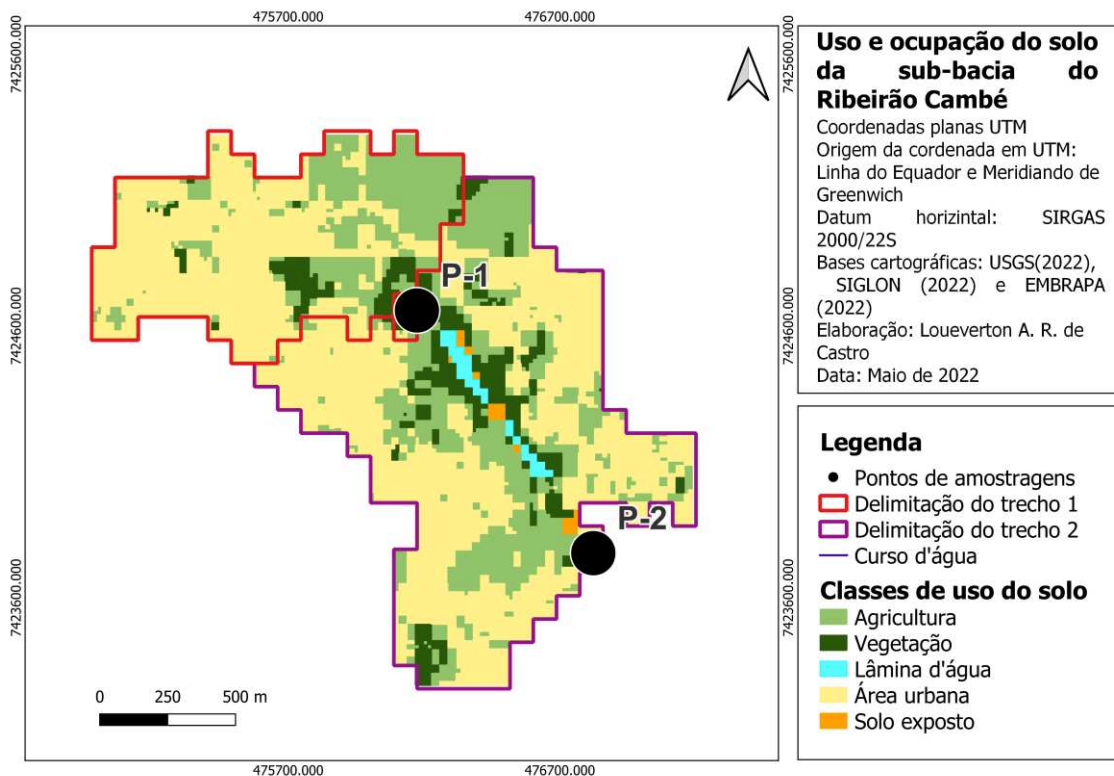 475700.000
476700.000
7425600.000
7425600.000
7424600.000
7424600.000
7423600.000
7423600.000
P-1
P-2
0 250 500 m
475700.000
476700.000
Uso e ocupação do solo
da sub-bacia do
Ribeirão Cambé
Coordenadas planas UTM
Origem da cordenada em UTM:
Linha do Equador e Meridiando de
Greenwich
Datum horizintal: SIRGAS
2000/22S
Bases cartográficas: USGS(2022),
SIGLON (2022) e EMBRAPA
(2022)
Elaboração: Loueverton A. R. de
Castro
Data: Maio de 2022
Legenda
Pontos de amostragens
Delimitação do trecho 1
Delimitação do trecho 2
Curso d'água
Classes de uso do solo
Agricultura
Vegetação
Lâmina d'água
Área urbana
Solo exposto